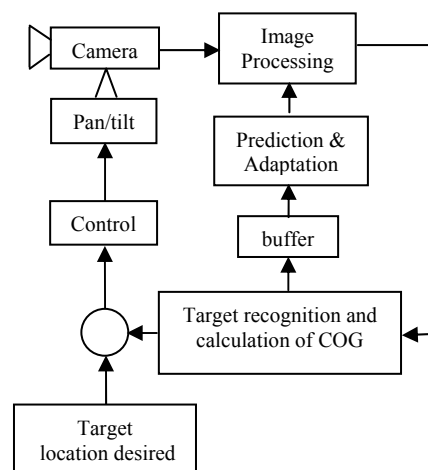 Camera
Image
Processing
Pan/tilt
Prediction &
Adaptation
Control
buffer
Target recognition and
calculation of COG
Target
location desired